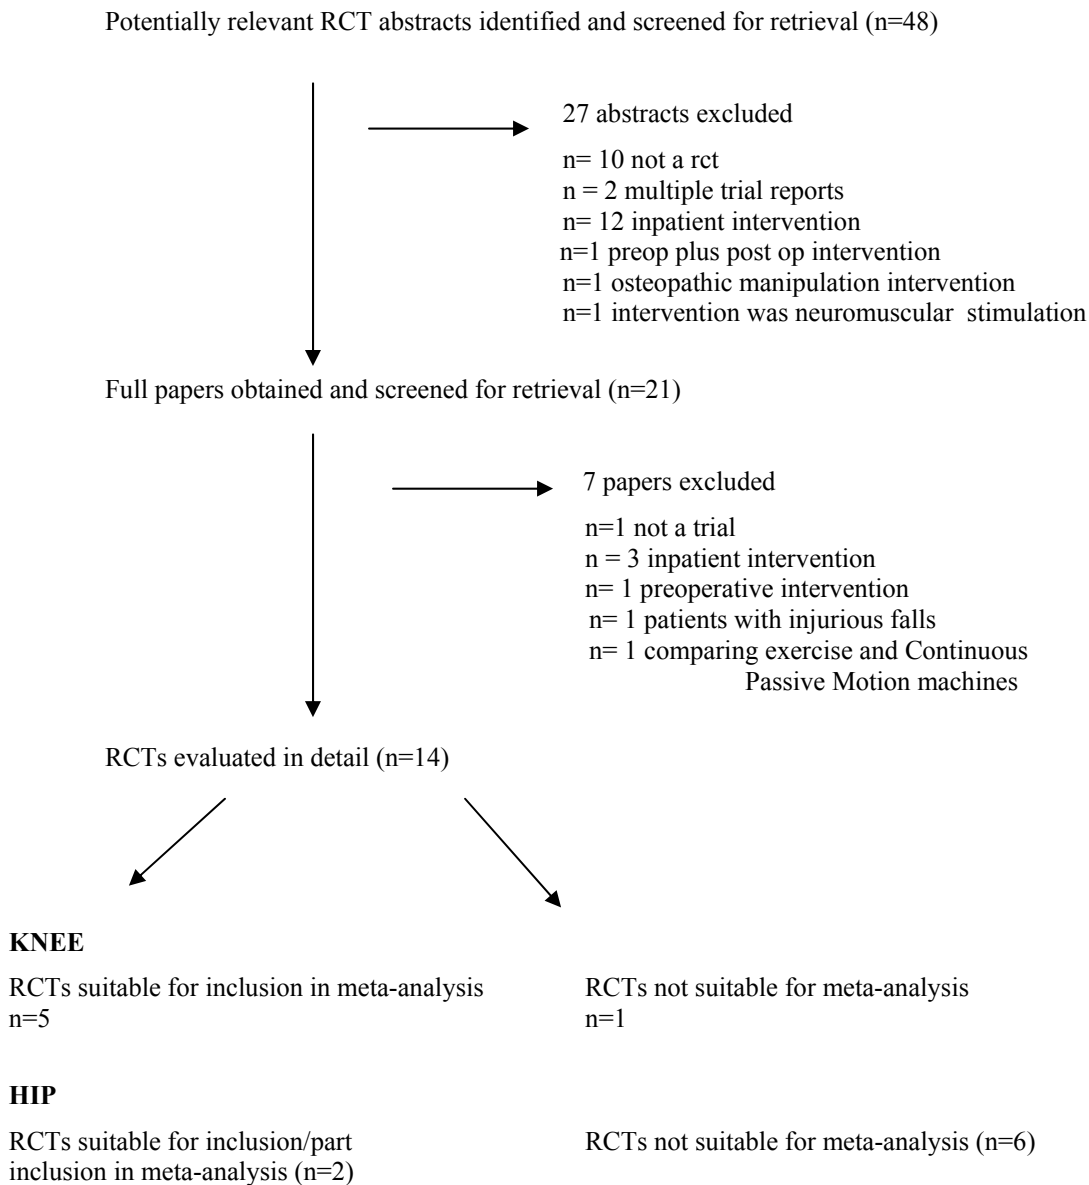 Potentially relevant RCT abstracts identified and screened for retrieval (n=48)
27 abstracts excluded
n= 10 not a rct
n = 2 multiple trial reports
n= 12 inpatient intervention
n=1 preop plus post op intervention
n=1 osteopathic manipulation intervention
n=1 intervention was neuromuscular stimulation
Full papers obtained and screened for retrieval (n=21)
7 papers excluded
n=1 not a trial
n = 3 inpatient intervention
n= 1 preoperative intervention
n= 1 patients with injurious falls
n= 1 comparing exercise and Continuous
Passive Motion machines
RCTs evaluated in detail (n=14)
KNEE
RCTs suitable for inclusion in meta-analysis
n=5
RCTs not suitable for meta-analysis
n=1
HIP
RCTs suitable for inclusion/part
inclusion in meta-analysis (n=2)
RCTs not suitable for meta-analysis (n=6)